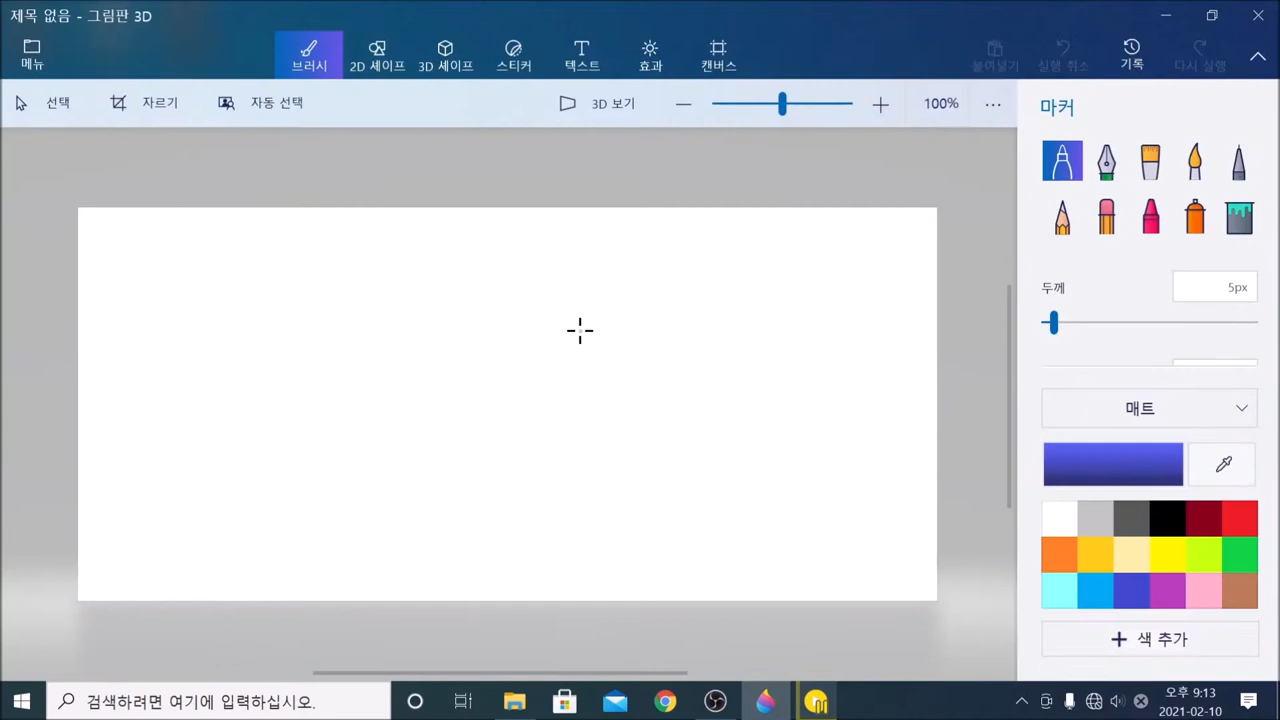 제목 없음 - 그림판 3D
메뉴
브러시
2D 셰이프
3D 셰이프
스티커
텍스트
효과
캔버스
붙여넣기
실행 취소
기록
다시 실행
선택
자르기
자동 선택
3D 보기
100%
마커
두께
5px
매트
색 추가
검색하려면 여기에 입력하십시오.
오후 9:13
2021-02-10